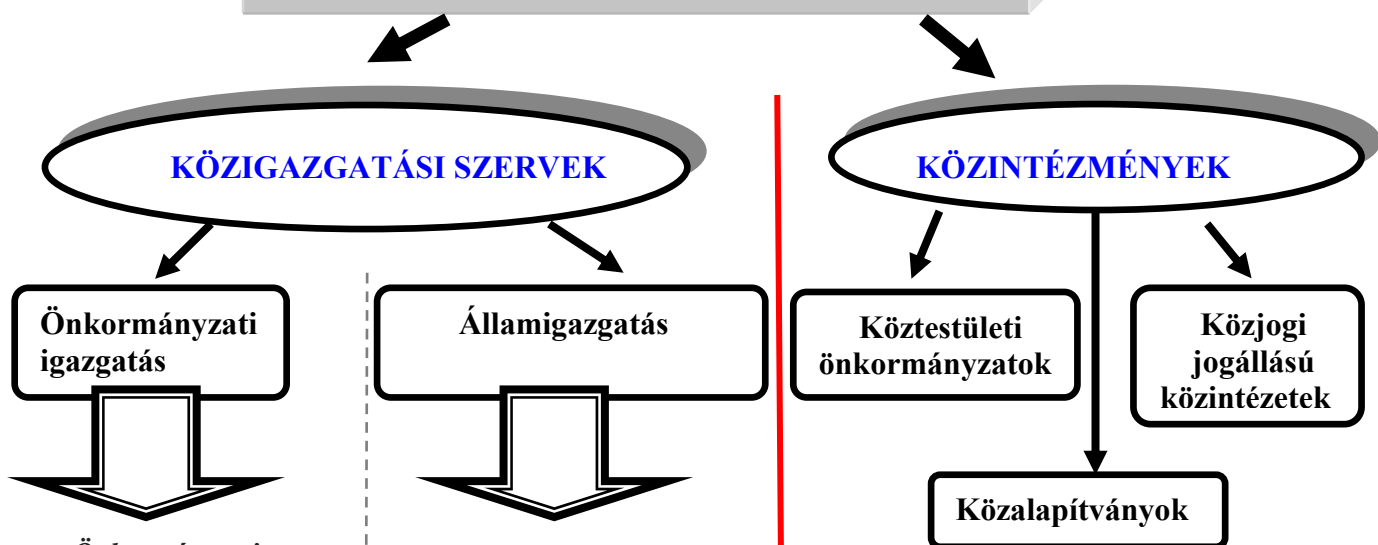 KÖZIGAZGATÁSI SZERVEK
KÖZINTÉZMÉNYEK
Önkormányzati
igazgatás
Államigazgatás
Köztestületi
önkormányzatok
Közjogi
jogállású
közintézetek
Közalapítványok